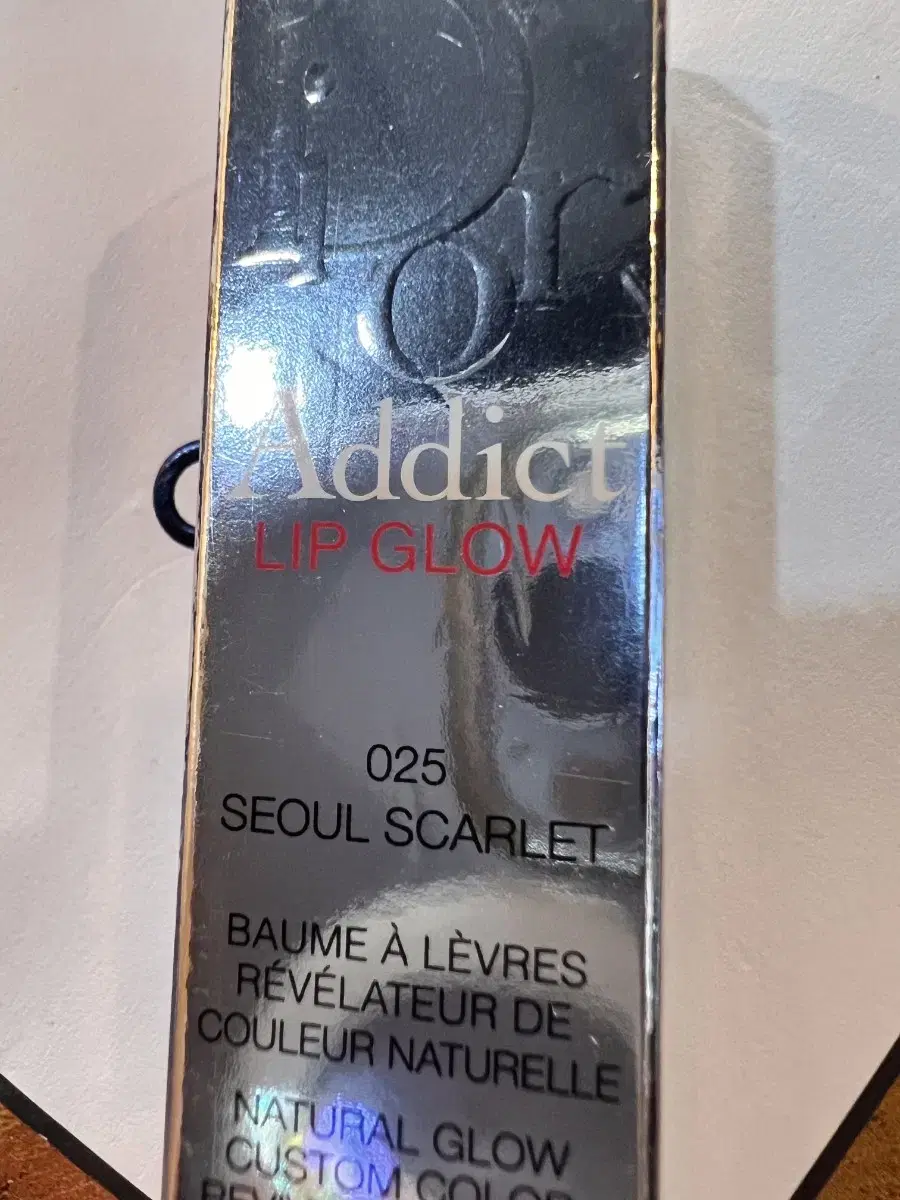 Dior
Addict
LIP GLOW
025
SEOUL SCARLET
BAUME À LÈVRES
RÉVÉLATEUR DE
COULEUR NATURELLE
NATURAL GLOW
CUSTOM COLOR